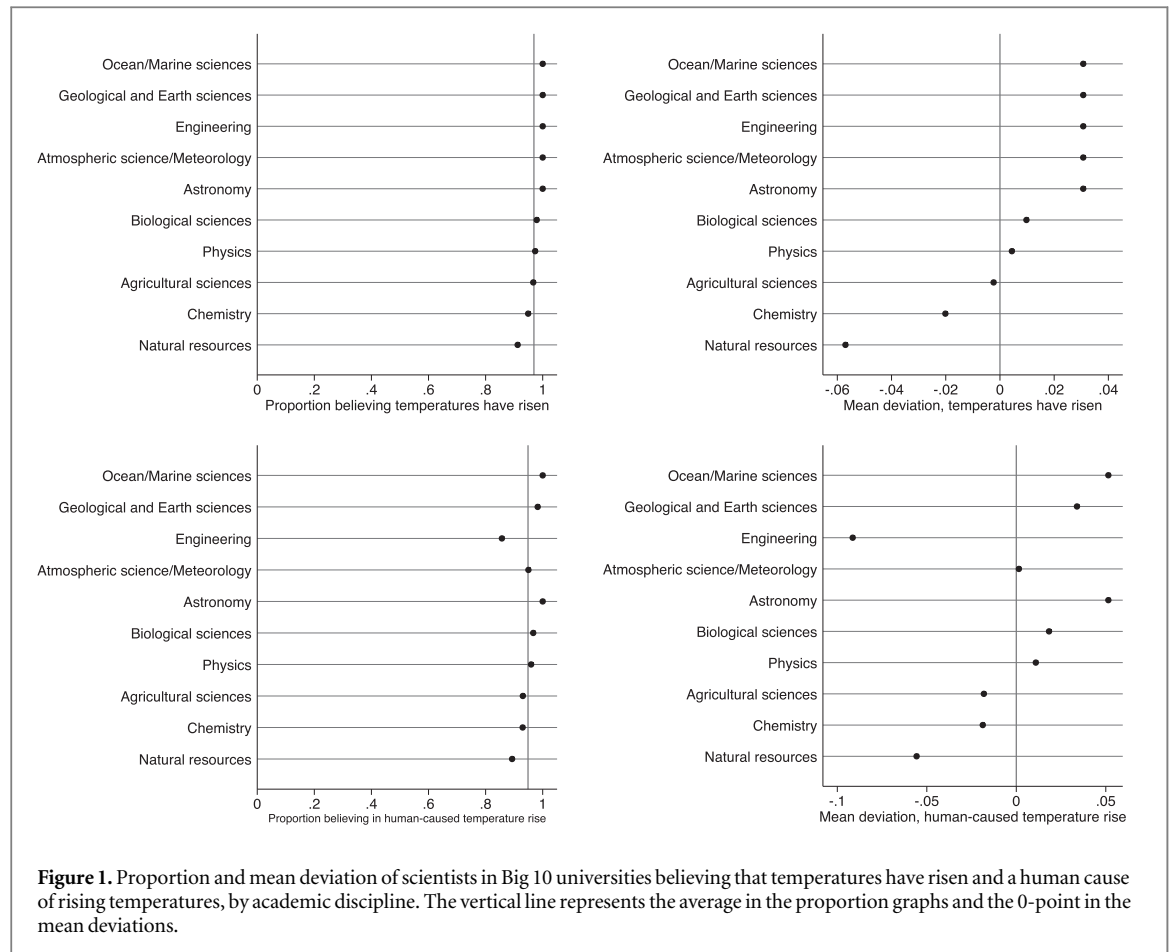 Ocean/Marine sciences
Geological and Earth sciences
Engineering
Atmospheric science/Meteorology
Astronomy
Biological sciences
Physics
Agricultural sciences
Chemistry
Natural resources
0 .2 .4 .6 .8 1
Proportion believing temperatures have risen
Ocean/Marine sciences
Geological and Earth sciences
Engineering
Atmospheric science/Meteorology
Astronomy
Biological sciences
Physics
Agricultural sciences
Chemistry
Natural resources
-.06 -.04 -.02 0 .02 .04
Mean deviation, temperatures have risen
Ocean/Marine sciences
Geological and Earth sciences
Engineering
Atmospheric science/Meteorology
Astronomy
Biological sciences
Physics
Agricultural sciences
Chemistry
Natural resources
0 .2 .4 .6 .8 1
Proportion believing in human-caused temperature rise
Ocean/Marine sciences
Geological and Earth sciences
Engineering
Atmospheric science/Meteorology
Astronomy
Biological sciences
Physics
Agricultural sciences
Chemistry
Natural resources
-.1 -.05 0 .05
Mean deviation, human-caused temperature rise
Figure 1. Proportion and mean deviation of scientists in Big 10 universities believing that temperatures have risen and a human cause
of rising temperatures, by academic discipline. The vertical line represents the average in the proportion graphs and the 0-point in the
mean deviations.